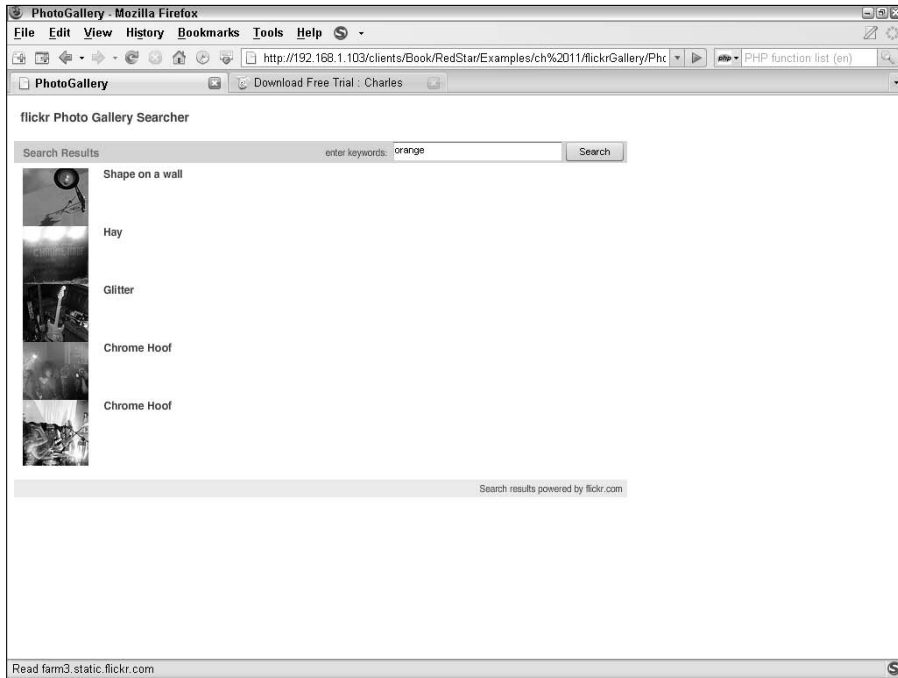 PhotoGallery - Mozilla Firefox
File Edit View History Bookmarks Tools Help
http://192.168.1.103/clients/Book/RedStar/Examples/ch%2011/flickrGallery/Phc
php PHP function list (en)
PhotoGallery
Download Free Trial : Charles
flickr Photo Gallery Searcher
Search Results enter keywords: orange Search
Shape on a wall
Hay
Glitter
Chrome Hoof
Chrome Hoof
Search results powered by flickr.com
Read farm3.static.flickr.com